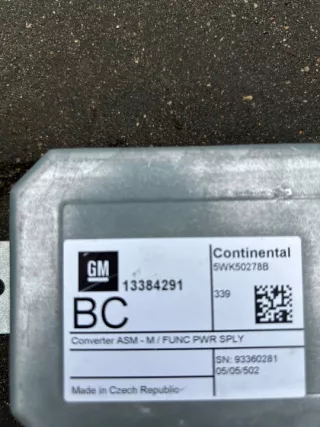 GM
13384291
BC
Continental
5WK50278B
339
Converter ASM - M / FUNC PWR SPLY
SN: 93360281
05/05/502
Made in Czech Republic